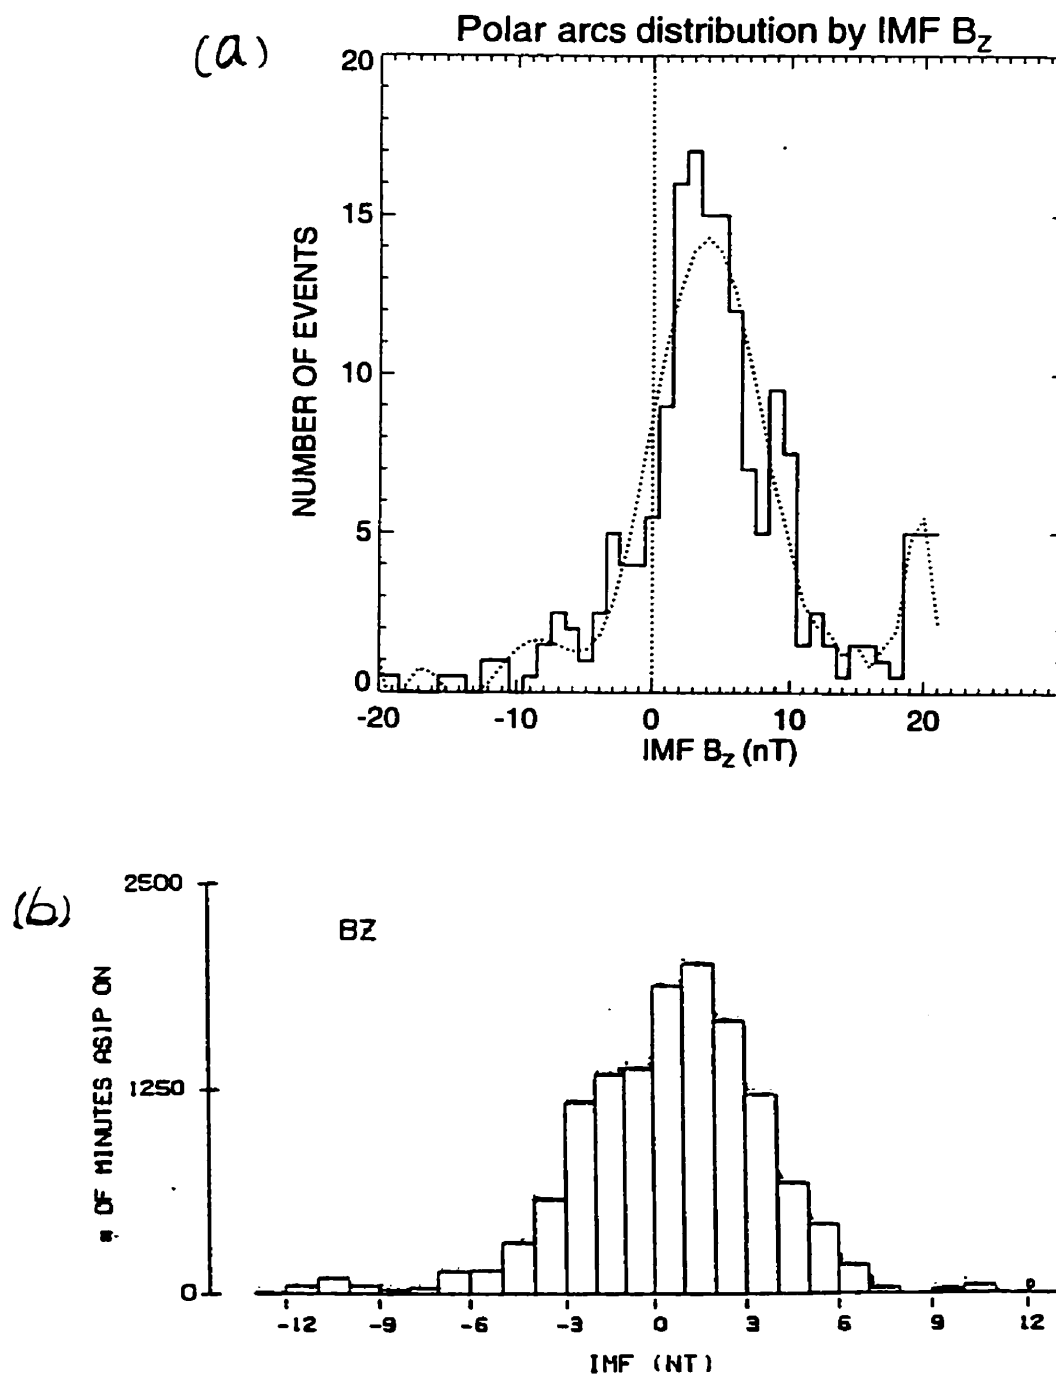 (a)
Polar arcs distribution by IMF Bz
20
15
10
5
0
NUMBER OF EVENTS
-20 -10 0 10 20
IMF Bz (nT)
(b)
2500
1250
0
BZ
# OF MINUTES ASIP ON
-12 -9 -6 -3 0 3 6 9 12
IMF (NT)